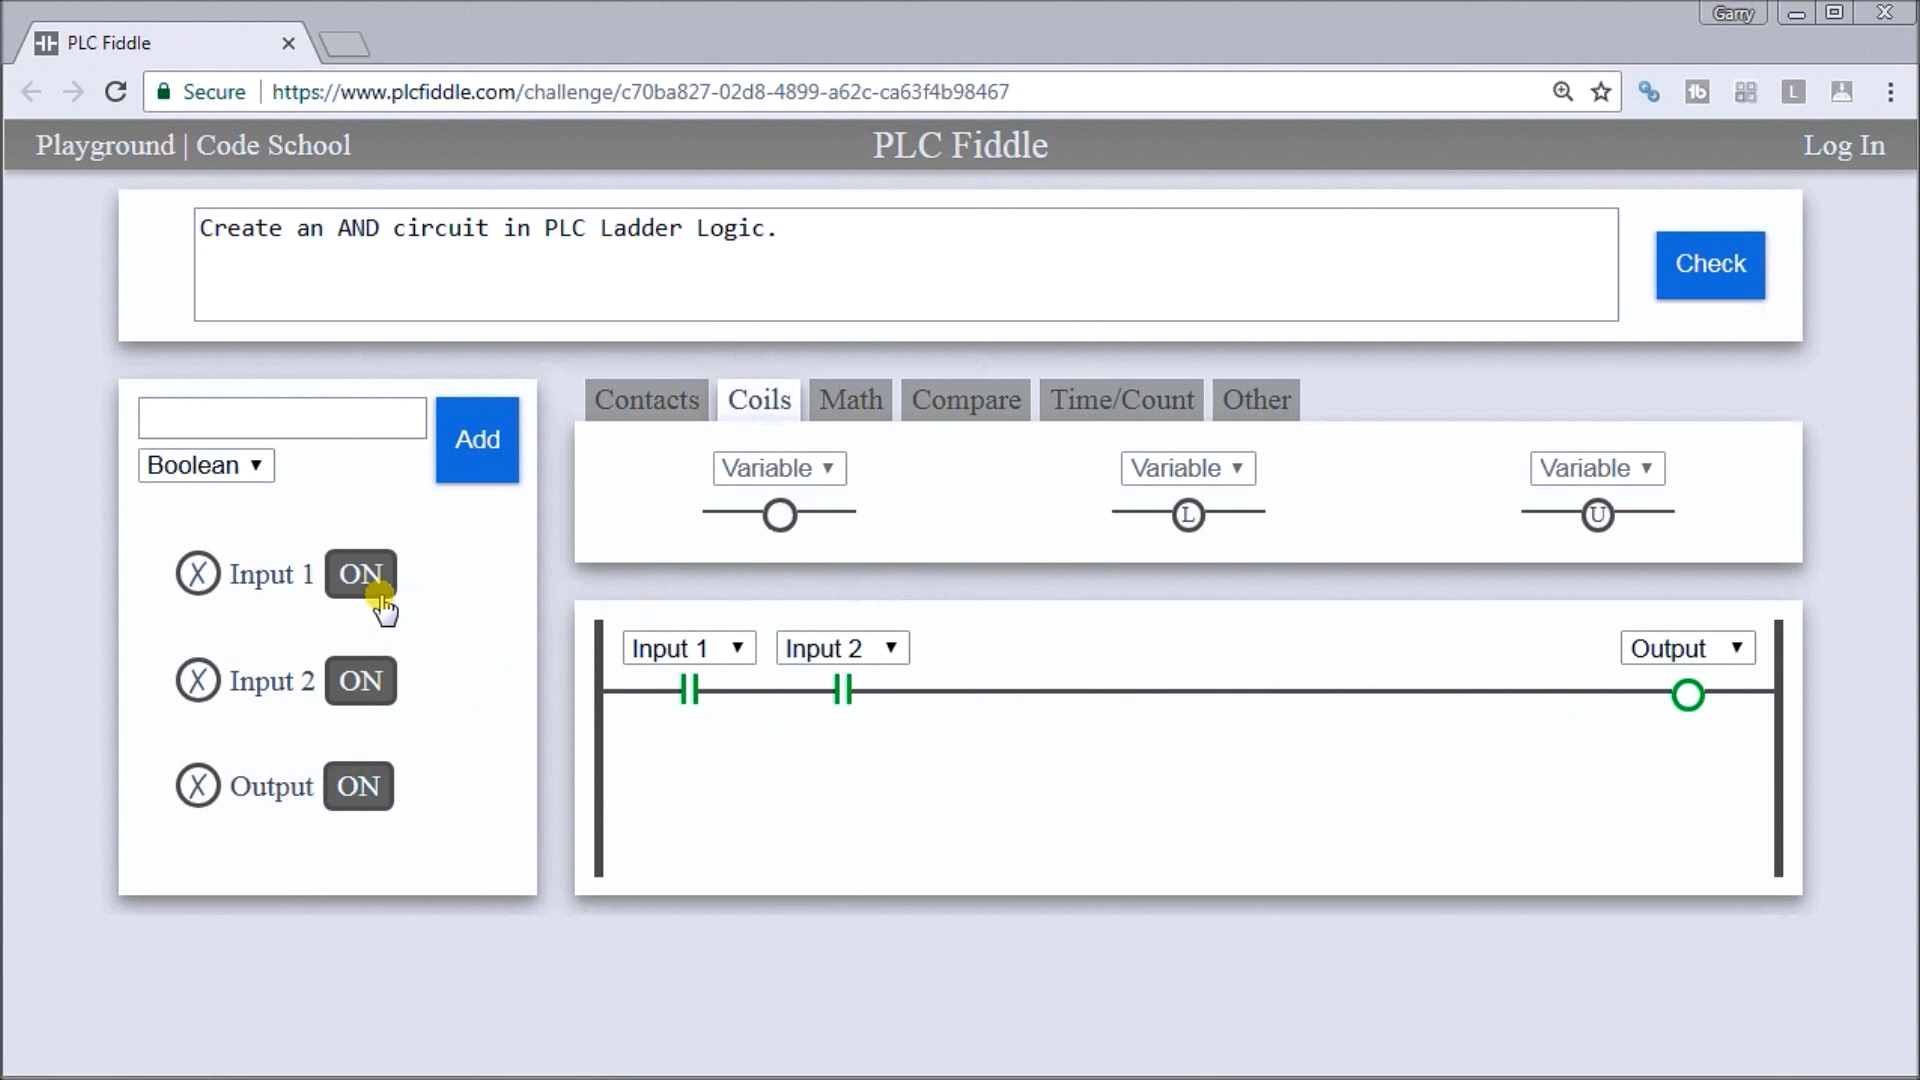 Garry
PLC Fiddle
Secure https://www.plcfiddle.com/challenge/c70ba827-02d8-4899-a62c-ca63f4b98467
tb
L
Playground | Code School
PLC Fiddle
Log In
Create an AND circuit in PLC Ladder Logic.
Check
Add
Boolean
X Input 1 ON
X Input 2 ON
X Output ON
Contacts Coils Math Compare Time/Count Other
Variable Variable Variable
L U
Input 1 Input 2 Output